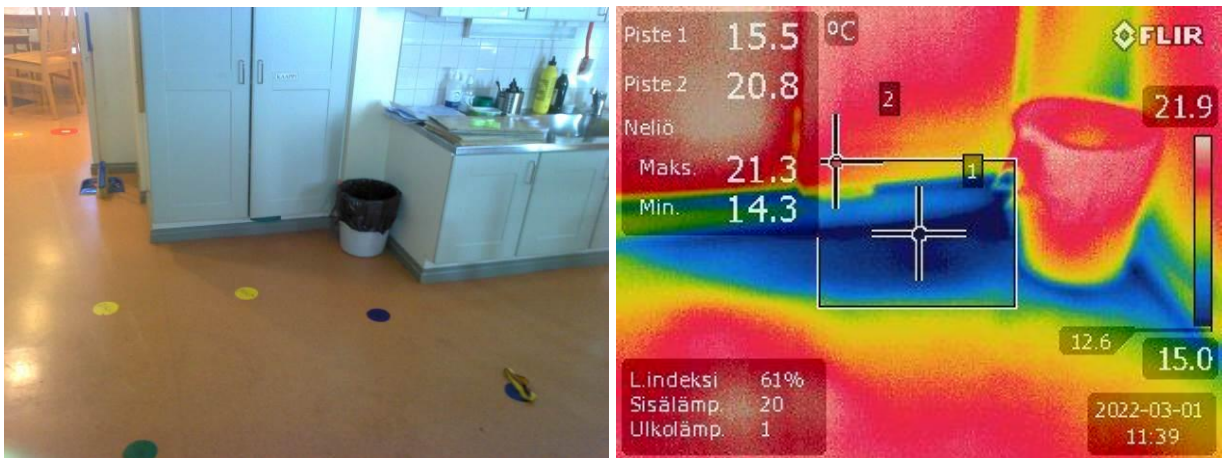 Piste 1 15.5 °C
Piste 2 20.8
Neliö
Maks. 21.3
Min. 14.3
2
1
FLIR
21.9
12.6
15.0
L.indeksi 61%
Sisälämp. 20
Ulkolämp. 1
2022-03-01
11:39